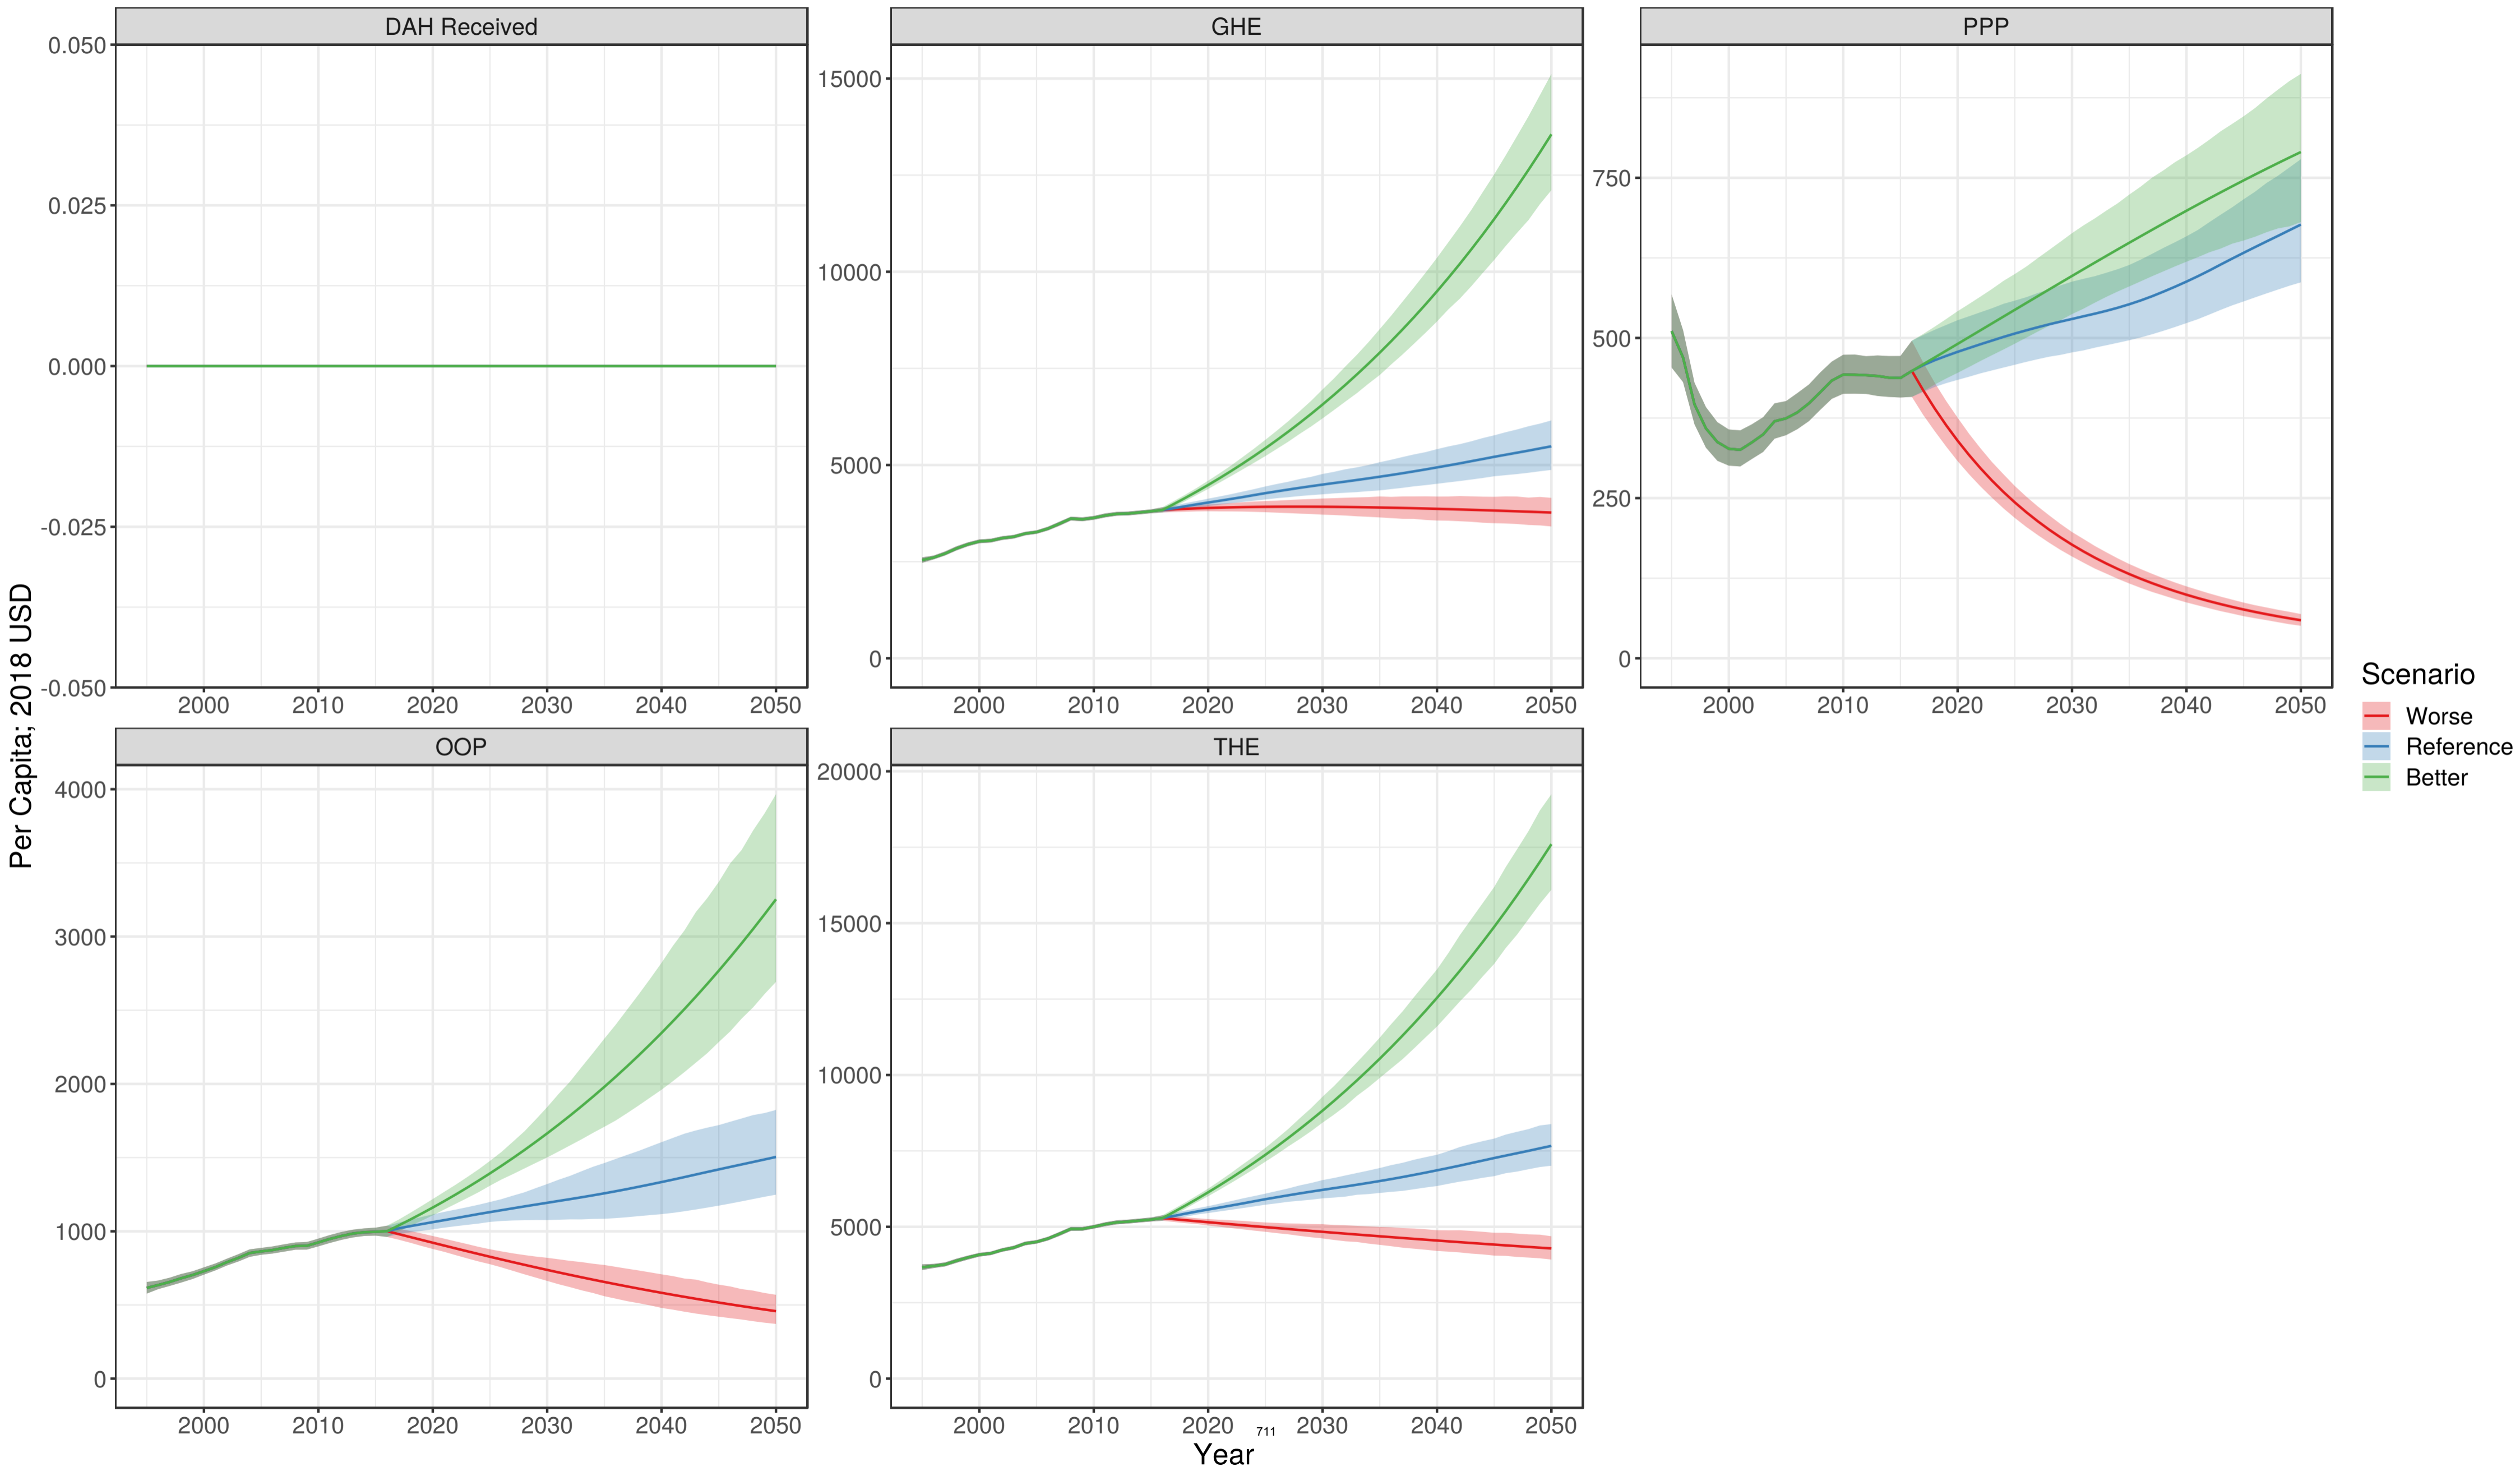 Per Capita; 2018 USD
DAH Received
0.050
0.025
0.000
-0.025
-0.050
2000 2010 2020 2030 2040 2050
GHE
15000
10000
5000
0
2000 2010 2020 2030 2040 2050
PPP
750
500
250
0
2000 2010 2020 2030 2040 2050
OOP
4000
3000
2000
1000
0
2000 2010 2020 2030 2040 2050
THE
20000
15000
10000
5000
0
2000 2010 2020 2030 2040 2050
711
Year
Scenario
Worse
Reference
Better